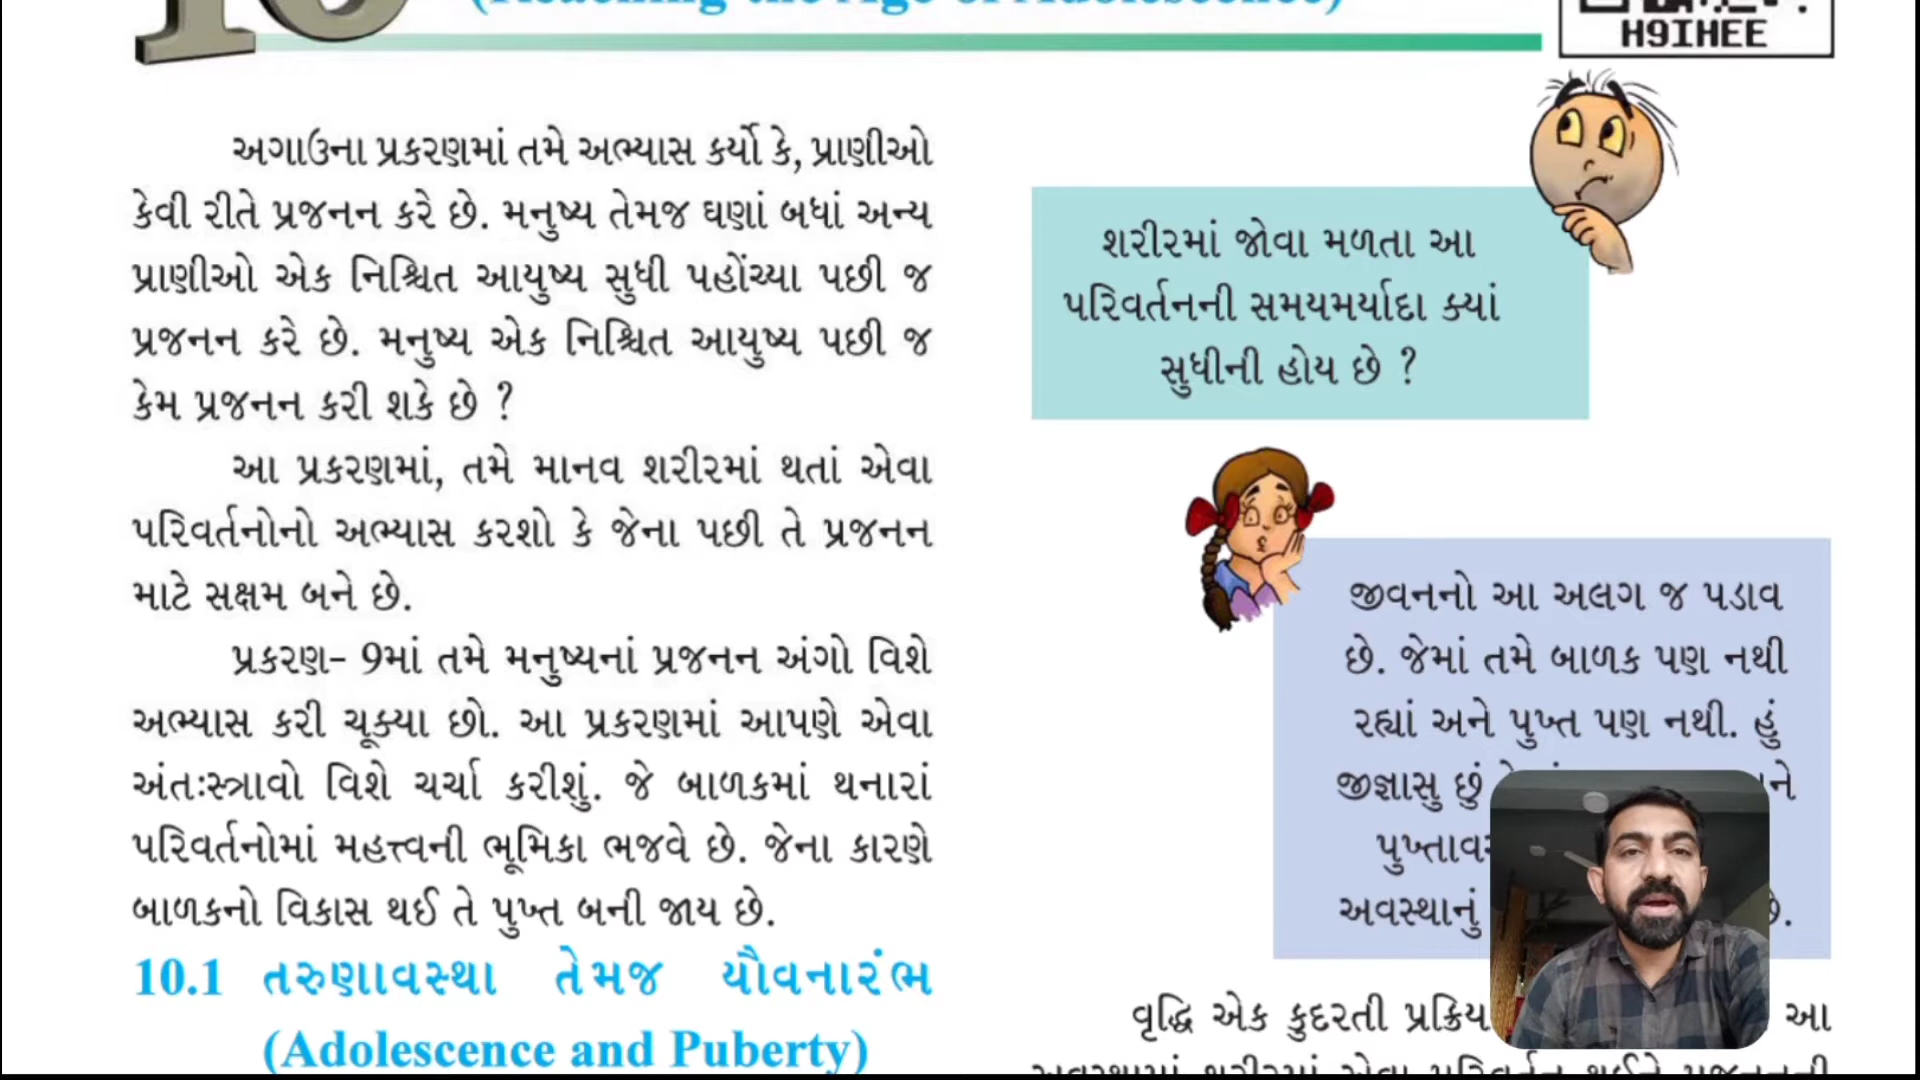 (Reaching the Age of Adolescence)
H9IHEE
અગાઉના પ્રકરણમાં તમે અભ્યાસ કર્યો કે, પ્રાણીઓ
કેવી રીતે પ્રજનન કરે છે. મનુષ્ય તેમજ ઘણાં બધાં અન્ય
પ્રાણીઓ એક નિશ્ચિત આયુષ્ય સુધી પહોંચ્યા પછી જ
પ્રજનન કરે છે. મનુષ્ય એક નિશ્ચિત આયુષ્ય પછી જ
કેમ પ્રજનન કરી શકે છે ?
આ પ્રકરણમાં, તમે માનવ શરીરમાં થતાં એવા
પરિવર્તનોનો અભ્યાસ કરશો કે જેના પછી તે પ્રજનન
માટે સક્ષમ બને છે.
પ્રકરણ- 9માં તમે મનુષ્યનાં પ્રજનન અંગો વિશે
અભ્યાસ કરી ચૂક્યા છો. આ પ્રકરણમાં આપણે એવા
અંતઃસ્ત્રાવો વિશે ચર્ચા કરીશું. જે બાળકમાં થનારાં
પરિવર્તનોમાં મહત્ત્વની ભૂમિકા ભજવે છે. જેના કારણે
બાળકનો વિકાસ થઈ તે પુખ્ત બની જાય છે.
10.1 તરુણાવસ્થા તેમજ યૌવનારંભ
(Adolescence and Puberty)
શરીરમાં જોવા મળતા આ
પરિવર્તનની સમયમર્યાદા ક્યાં
સુધીની હોય છે ?
જીવનનો આ અલગ જ પડાવ
છે. જેમાં તમે બાળક પણ નથી
રહ્યાં અને પુખ્ત પણ નથી. હું
જીજ્ઞાસુ છું
અવસ્થાનું છે.
વૃદ્ધિ એક કુદરતી આ